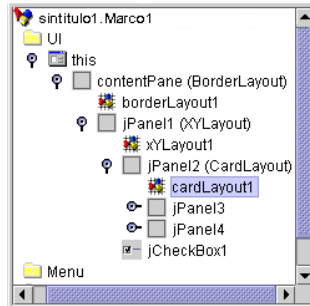 sintitulo1.Marco1
UI
this
contentPane (BorderLayout)
borderLayout1
jPanel1 (XYLayout)
xYLayout1
jPanel2 (CardLayout)
cardLayout1
jPanel3
jPanel4
jCheckBox1
Menu